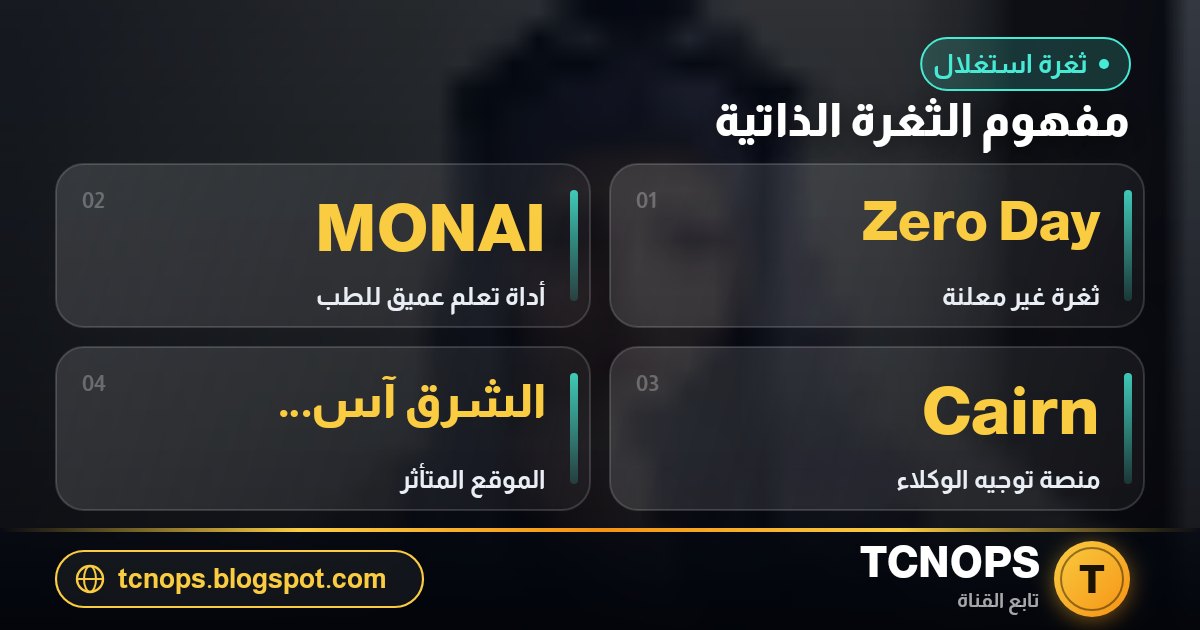 ثغرة استغلال
مفهوم الثغرة الذاتية
01
Zero Day
ثغرة غير معلنة
02
MONAI
أداة تعلم عميق للطب
03
Cairn
منصة توجيه الوكلاء
04
الشرق آس...
الموقع المتأثر
TCNOPS
تابع القناة
T
tcnops.blogspot.com